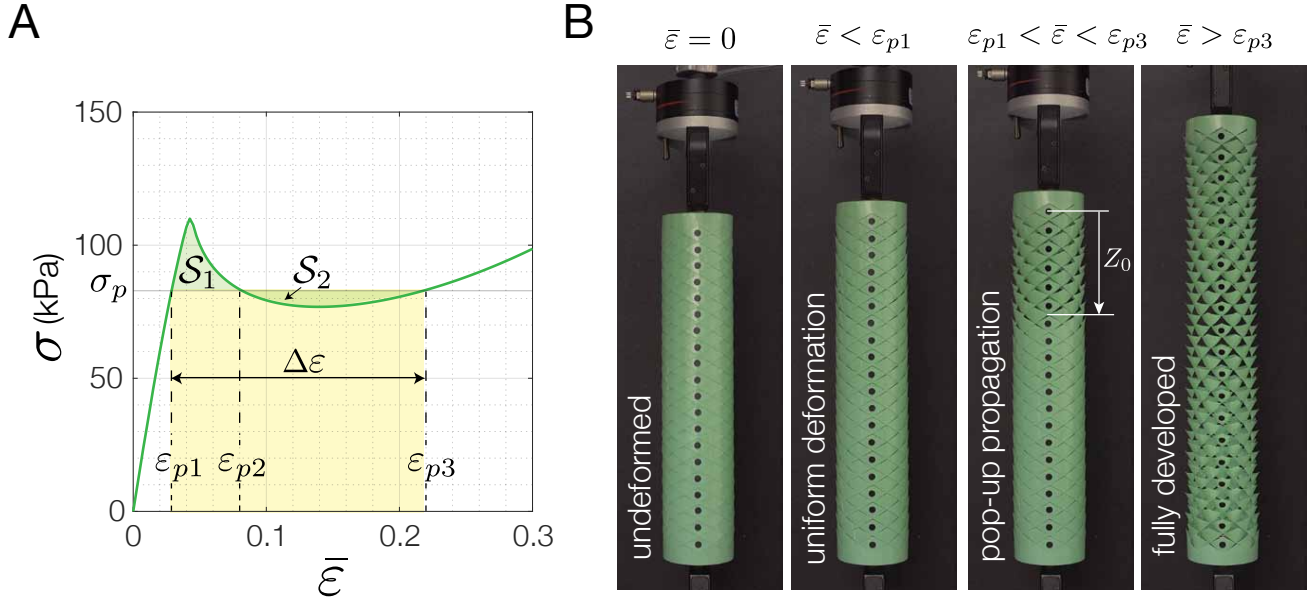 A
150
100
σp
50
0
σ (kPa)
S1
S2
Δε
εp1
εp2
εp3
0
0.1
0.2
0.3
ε̅
B
ε̅ = 0
ε̅ < εp1
εp1 < ε̅ < εp3
ε̅ > εp3
undeformed
uniform deformation
pop-up propagation
Z0
fully developed